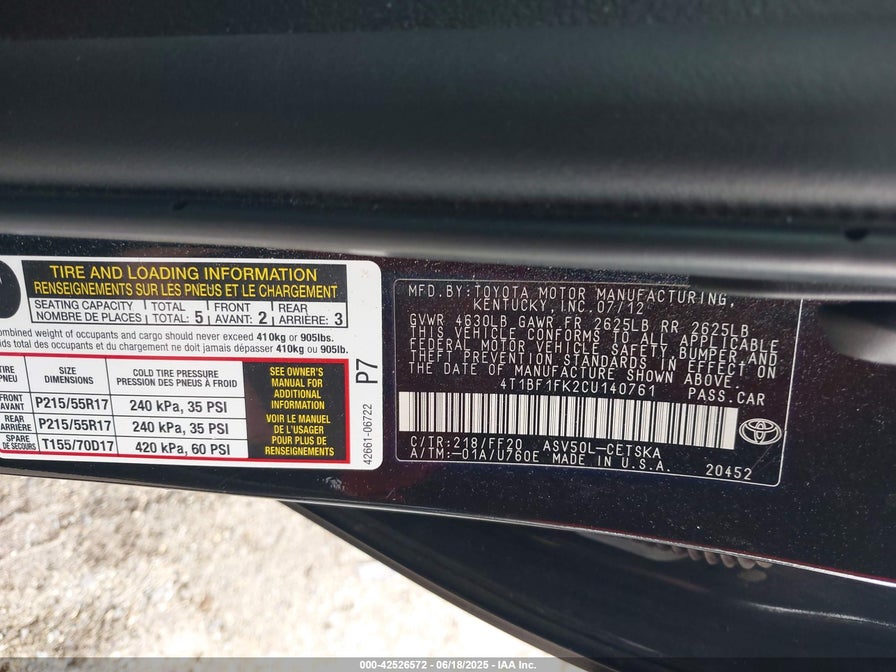 TIRE AND LOADING INFORMATION
RENSEIGNEMENTS SUR LES PNEUS ET LE CHARGEMENT
SEATING CAPACITY TOTAL FRONT REAR
NOMBRE DE PLACES TOTAL: 5 AVANT: 2 ARRIÈRE: 3
combined weight of occupants and cargo should never exceed 410kg or 905lbs.
total des occupants et du chargement ne doit jamais dépasser 410kg ou 905lb.
TIRE SIZE COLD TIRE PRESSURE
PNEU DIMENSIONS PRESSION DES PNEUS À FROID
FRONT AVANT P215/55R17 240 kPa, 35 PSI
REAR ARRIÈRE P215/55R17 240 kPa, 35 PSI
SPARE DE SECOURS T155/70D17 420 kPa, 60 PSI
SEE OWNER'S
MANUAL FOR
ADDITIONAL
INFORMATION
VOIR LE MANUEL
DE L'USAGER
POUR PLUS DE
RENSEIGNEMENTS
P7
42661-06722
MFD.BY:TOYOTA MOTOR MANUFACTURING,
KENTUCKY, INC. 07/12
GVWR 4630LB GAWR FR 2625LB RR 2625LB
THIS VEHICLE CONFORMS TO ALL APPLICABLE
FEDERAL MOTOR VEHICLE SAFETY, BUMPER, AND
THEFT PREVENTION STANDARDS IN EFFECT ON
THE DATE OF MANUFACTURE SHOWN ABOVE.
4T1BF1FK2CU140761 PASS.CAR
C/TR:218/FF20 ASV50L-CETSKA
A/TM:-01A/U760E MADE IN U.S.A.
20452
000-42526572 - 06/18/2025 - IAA Inc.